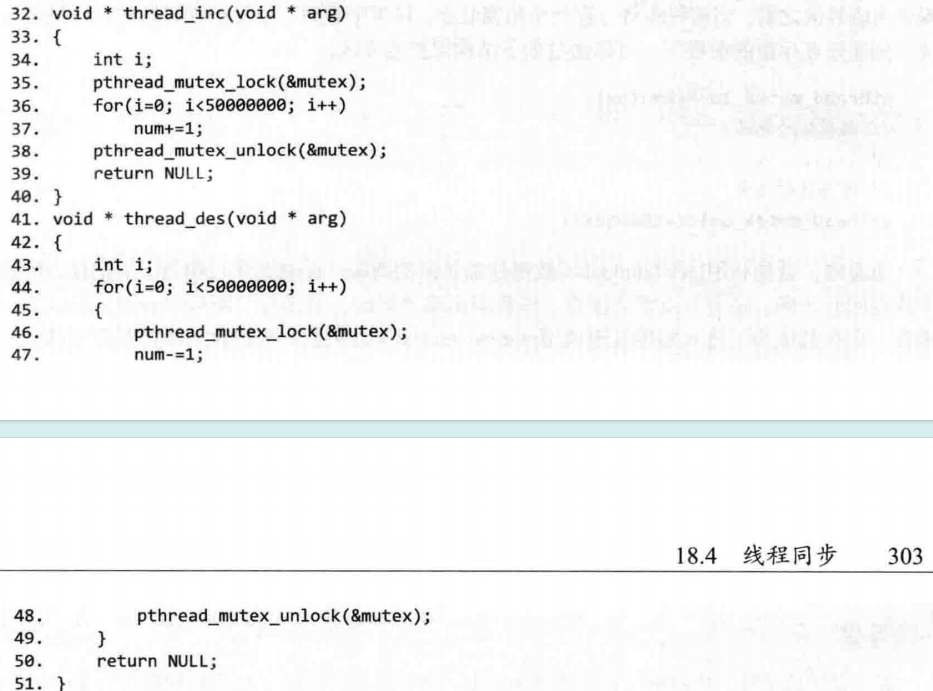 32. void * thread_inc(void * arg)
33. {
34.     int i;
35.     pthread_mutex_lock(&mutex);
36.     for(i=0; i<50000000; i++)
37.         num+=1;
38.     pthread_mutex_unlock(&mutex);
39.     return NULL;
40. }
41. void * thread_des(void * arg)
42. {
43.     int i;
44.     for(i=0; i<50000000; i++)
45.     {
46.         pthread_mutex_lock(&mutex);
47.         num-=1;
18.4 线程同步 303
48.         pthread_mutex_unlock(&mutex);
49.     }
50.     return NULL;
51. }